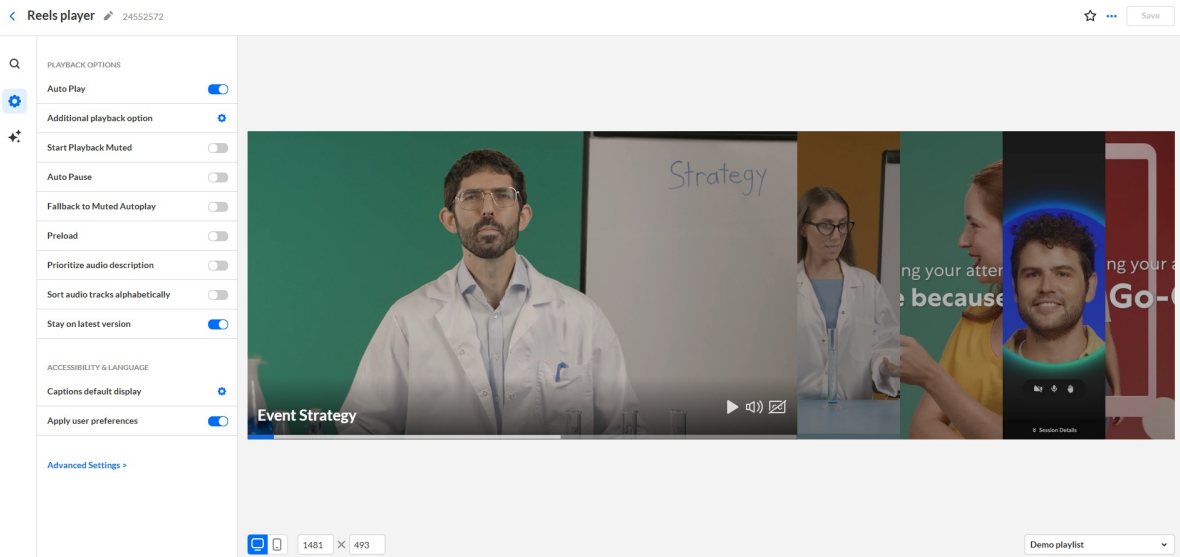 Reels player
24552572
Save
PLAYBACK OPTIONS
Auto Play
Additional playback option
Start Playback Muted
Auto Pause
Fallback to Muted Autoplay
Preload
Prioritize audio description
Sort audio tracks alphabetically
Stay on latest version
ACCESSIBILITY & LANGUAGE
Captions default display
Apply user preferences
Advanced Settings >
Strategy
Event Strategy
ng your atter
because
Session Details
ng your a
Go-
1481 × 493
Demo playlist